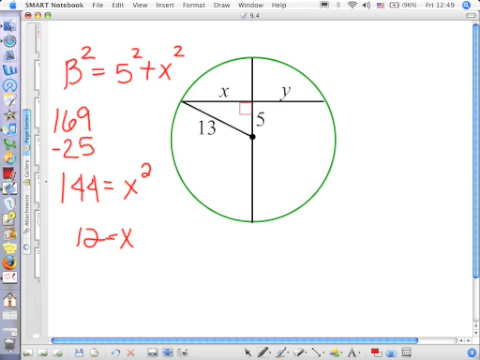 SMART Notebook File Edit View Insert Format Draw Window Help (96%) Fri 12:49
9.4
13² = 5² + x²
169
-25
144 = x²
12 = x
x y
13 5